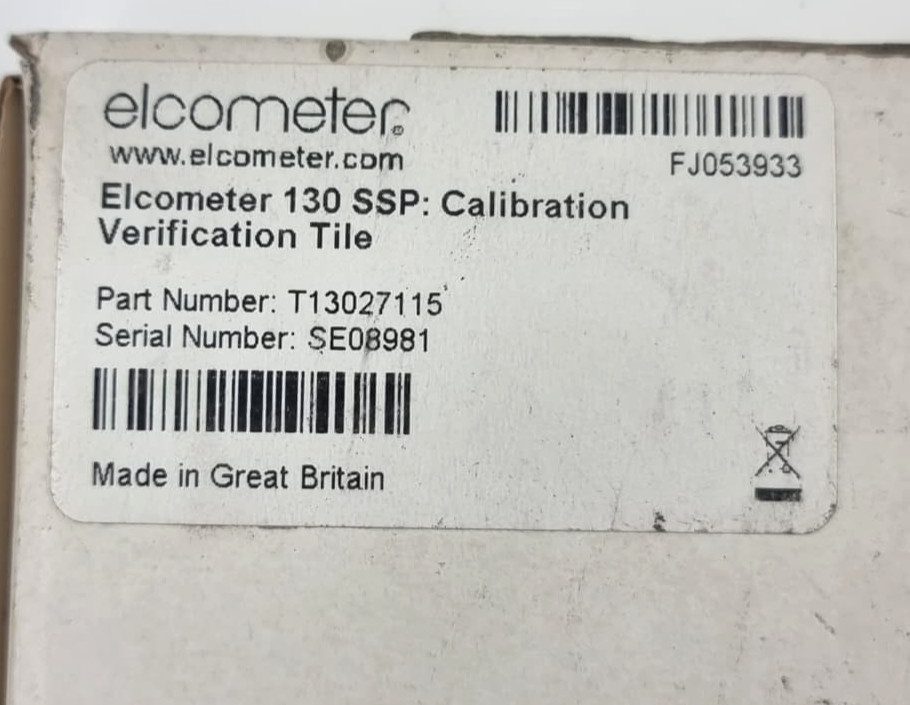 elcometer®
www.elcometer.com
FJ053933
Elcometer 130 SSP: Calibration
Verification Tile
Part Number: T13027115
Serial Number: SE08981
Made in Great Britain